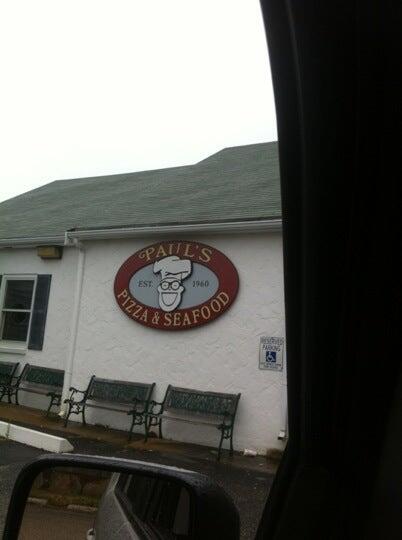 PAUL'S
EST. 1960
PIZZA & SEAFOOD
RESERVED
PARKING